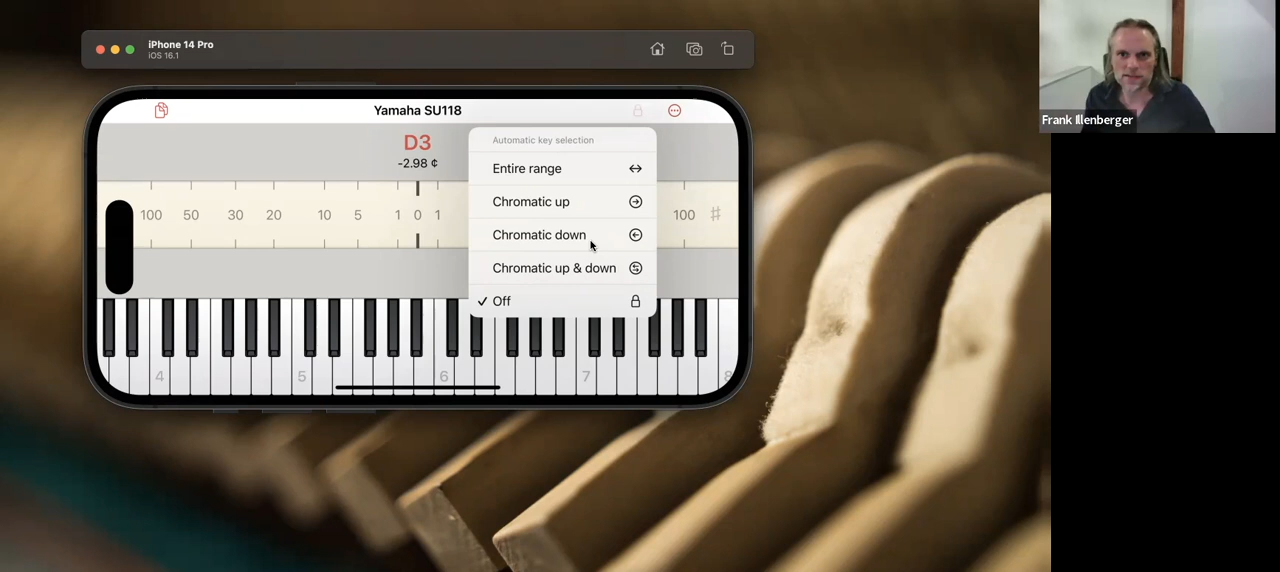 iPhone 14 Pro
iOS 16.1
Yamaha SU118
D3
-2.98 ¢
100 50 30 20 10 5 1 0 1
100 ♯
Automatic key selection
Entire range
Chromatic up
Chromatic down
Chromatic up & down
✓ Off
4 5 6 7 8
Frank Illenberger